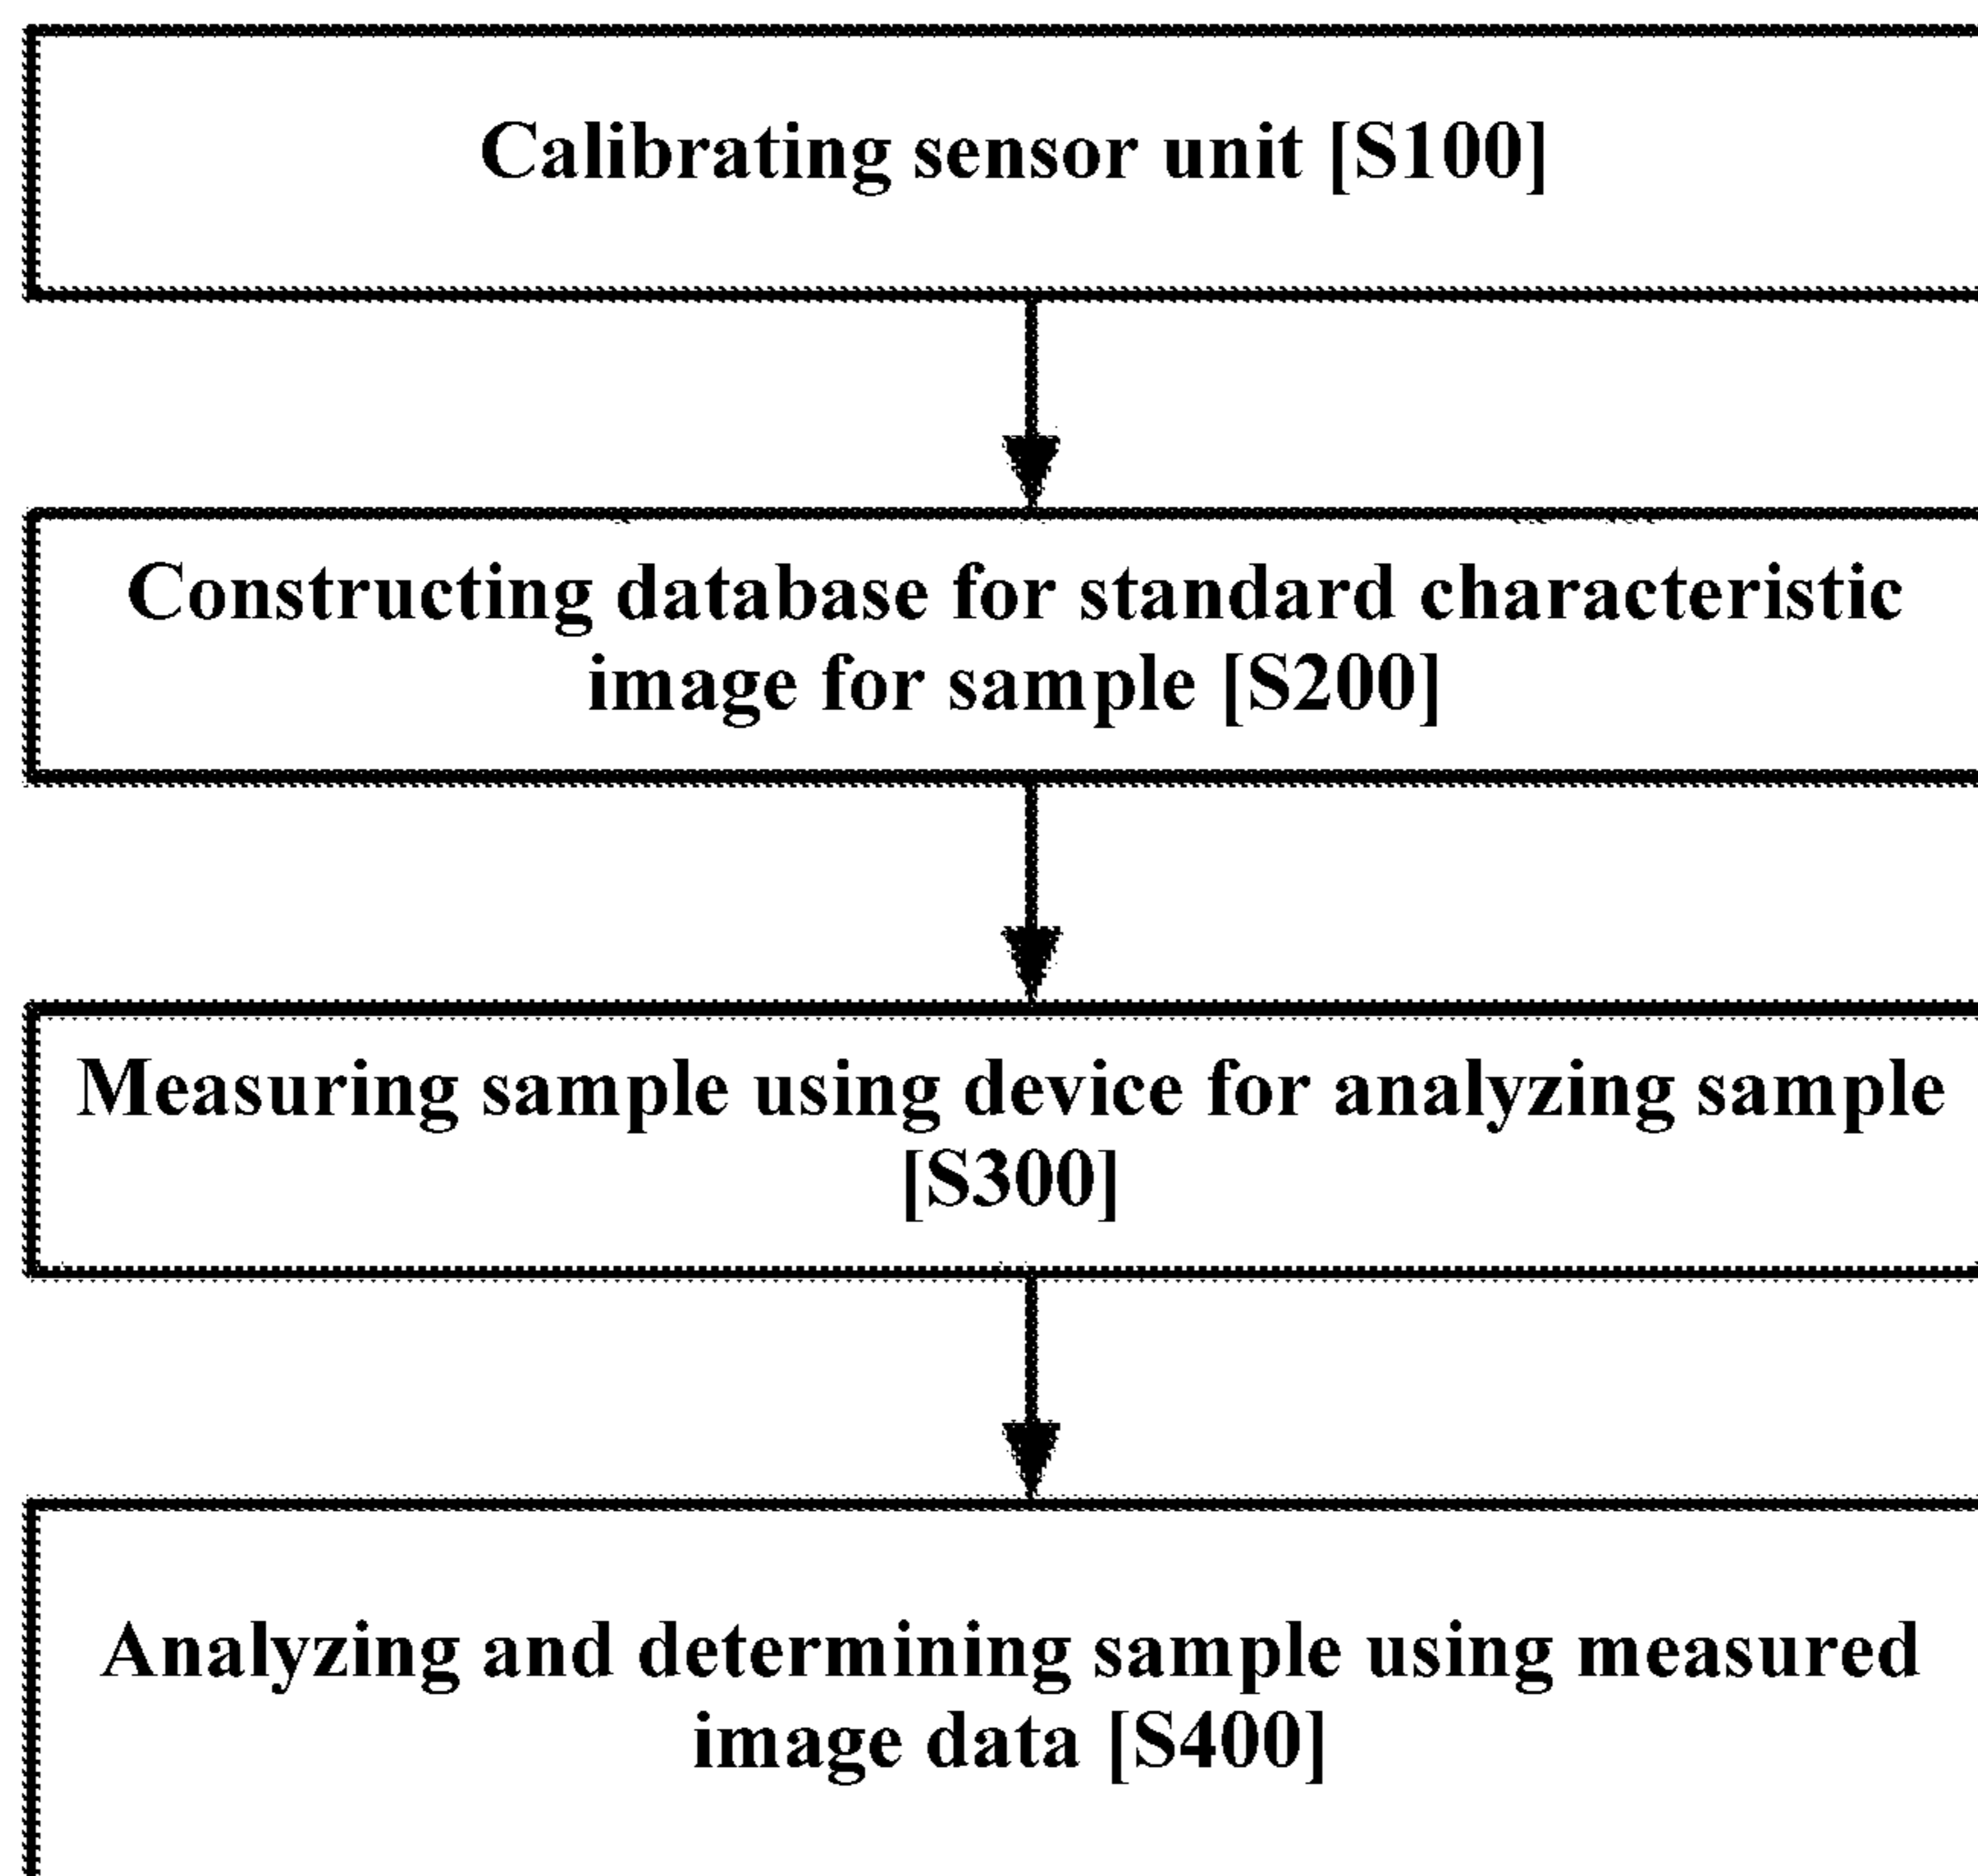 Calibrating sensor unit [S100]
Constructing database for standard characteristic
image for sample [S200]
Measuring sample using device for analyzing sample
[S300]
Analyzing and determining sample using measured
image data [S400]